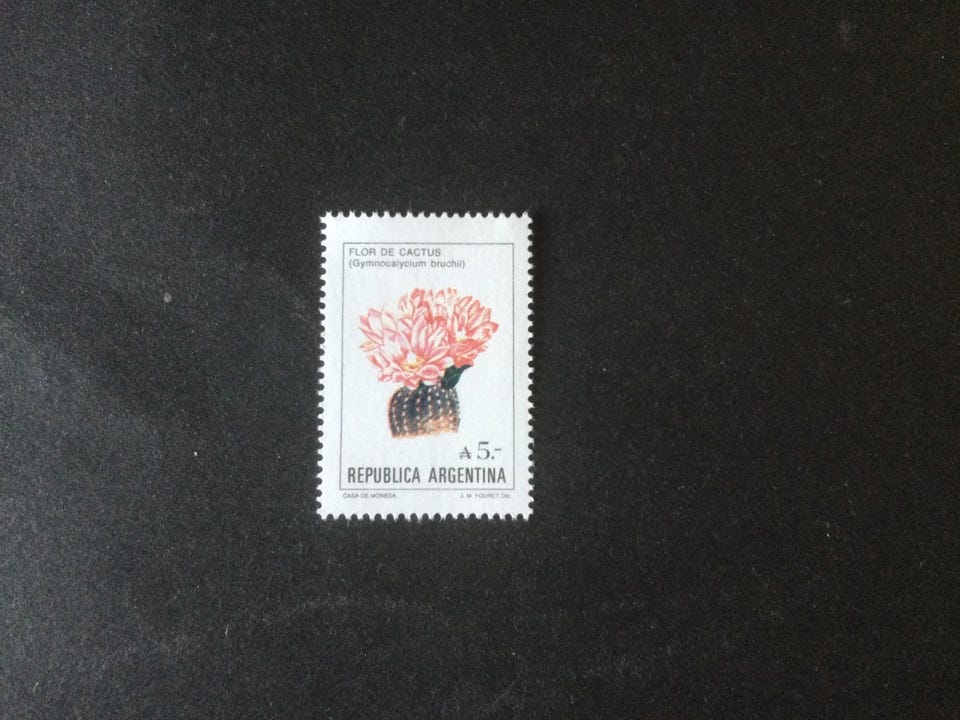 FLOR DE CACTUS
(Gymnocalycium bruchii)
₳ 5.-
REPUBLICA ARGENTINA
CASA DE MONEDA J. M. FOURET Dib.